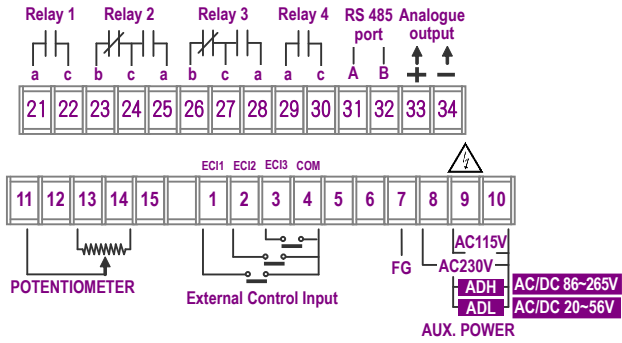 Relay 1 Relay 2 Relay 3 Relay 4 RS 485 port Analogue output
a c b c a b c a a c A B + −
21 22 23 24 25 26 27 28 29 30 31 32 33 34
ECI1 ECI2 ECI3 COM
11 12 13 14 15 1 2 3 4 5 6 7 8 9 10
AC115V
FG AC230V
POTENTIOMETER
External Control Input
ADH AC/DC 86~265V
ADL AC/DC 20~56V
AUX. POWER